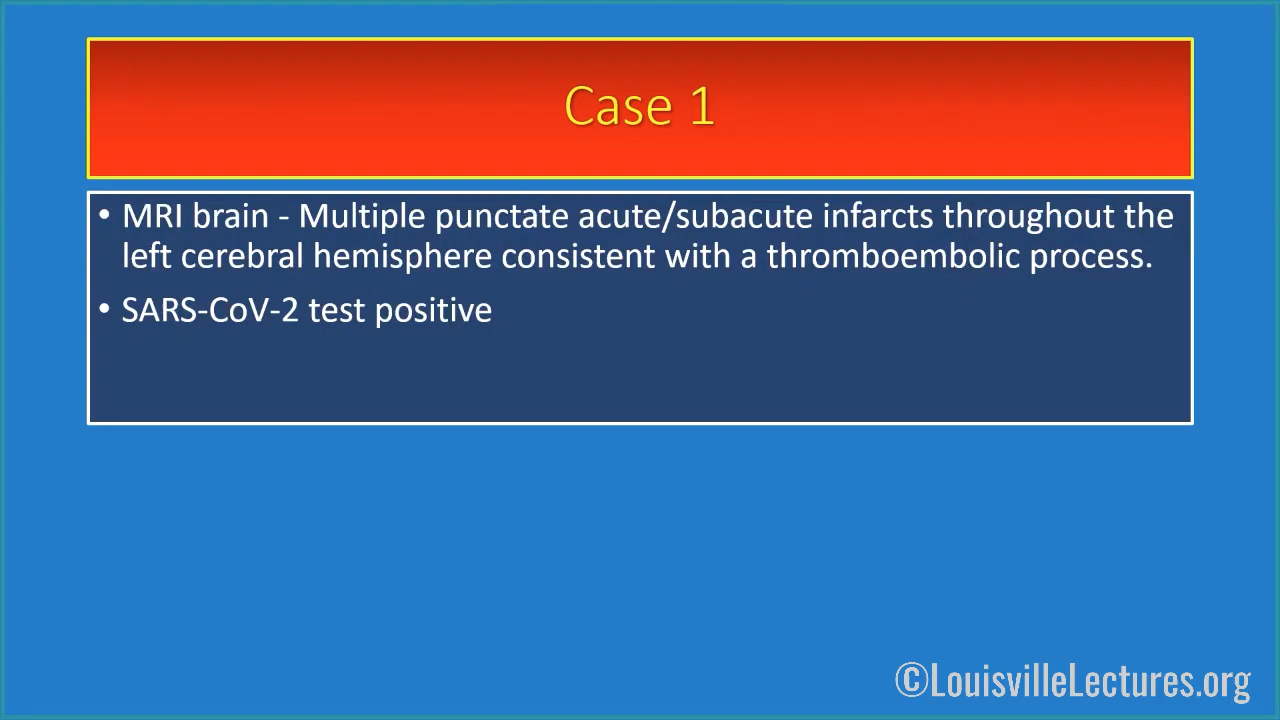 Case 1
• MRI brain - Multiple punctate acute/subacute infarcts throughout the
left cerebral hemisphere consistent with a thromboembolic process.
• SARS-CoV-2 test positive
©LouisvilleLectures.org